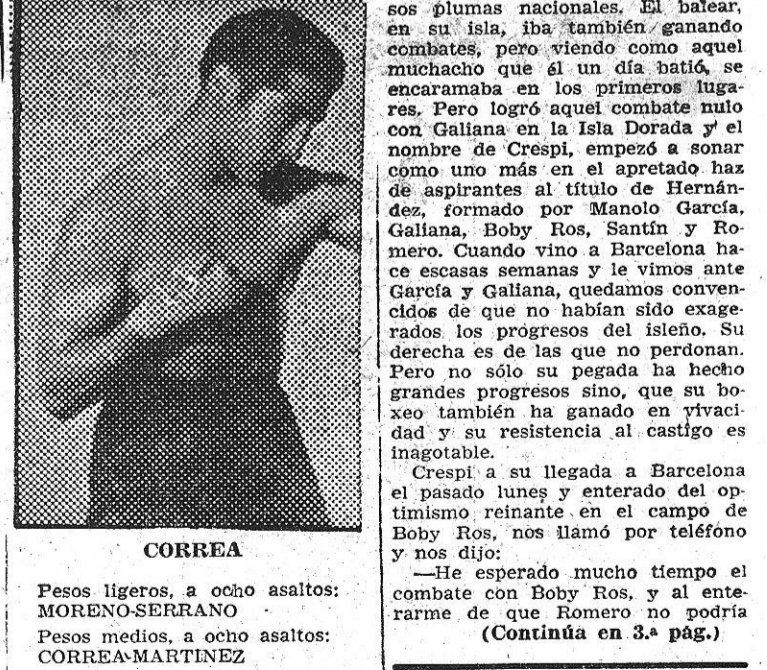 CORREA
Pesos ligeros, a ocho asaltos:
MORENO-SERRANO
Pesos medios, a ocho asaltos:
CORREA-MARTINEZ
sos plumas nacionales. El balear,
en su isla, iba también ganando
combates, pero viendo como aquel
muchacho que él un día batió, se
encaramaba en los primeros luga-
res. Pero logró aquel combate nulo
con Galiana en la Isla Dorada y el
nombre de Crespi, empezó a sonar
como uno más en el apretado haz
de aspirantes al título de Hernán-
dez, formado por Manolo García,
Galiana, Boby Ros, Santín y Ro-
mero. Cuando vino a Barcelona ha-
ce escasas semanas y le vimos ante
García y Galiana, quedamos conven-
cidos de que no habían sido exage-
rados los progresos del isleño. Su
derecha es de las que no perdonan.
Pero no sólo su pegada ha hecho
grandes progresos sino, que su bo-
xeo también ha ganado en vivaci-
dad y su resistencia al castigo es
inagotable.
Crespi a su llegada a Barcelona
el pasado lunes y enterado del op-
timismo reinante en el campo de
Boby Ros, nos llamó por teléfono
y nos dijo:
—He esperado mucho tiempo el
combate con Boby Ros, y al ente-
rarme de que Romero no podría
(Continúa en 3.ª pág.)